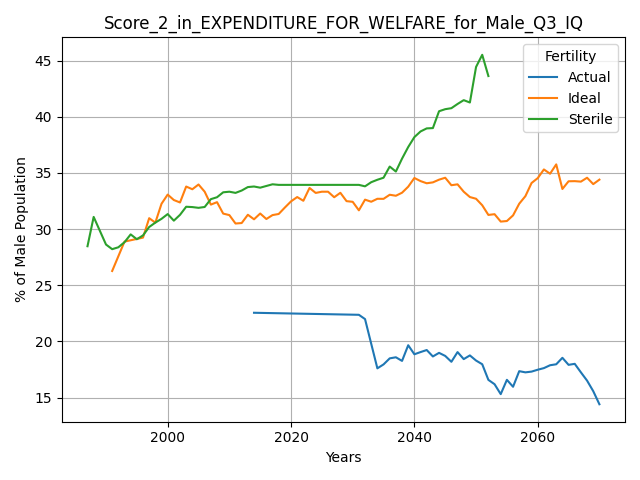 Score_2_in_EXPENDITURE_FOR_WELFARE_for_Male_Q3_IQ
Fertility
Actual
Ideal
Sterile
% of Male Population
45
40
35
30
25
20
15
2000 2020 2040 2060
Years